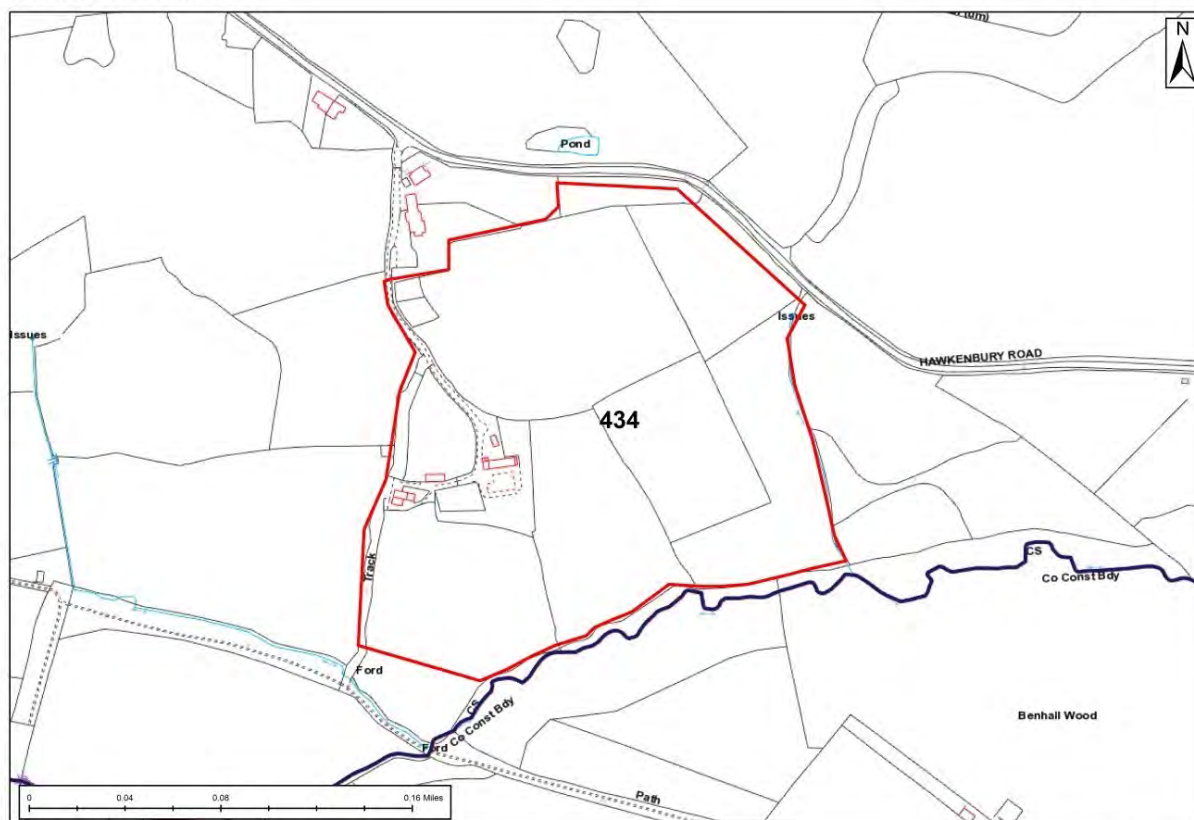 (0m)
N
Pond
Issues
Issues
HAWKENBURY ROAD
434
Track
CS
Co Const Bdy
Ford
CS
Co Const Bdy
Ford
Benhall Wood
Path
0 0.04 0.08 0.16 Miles